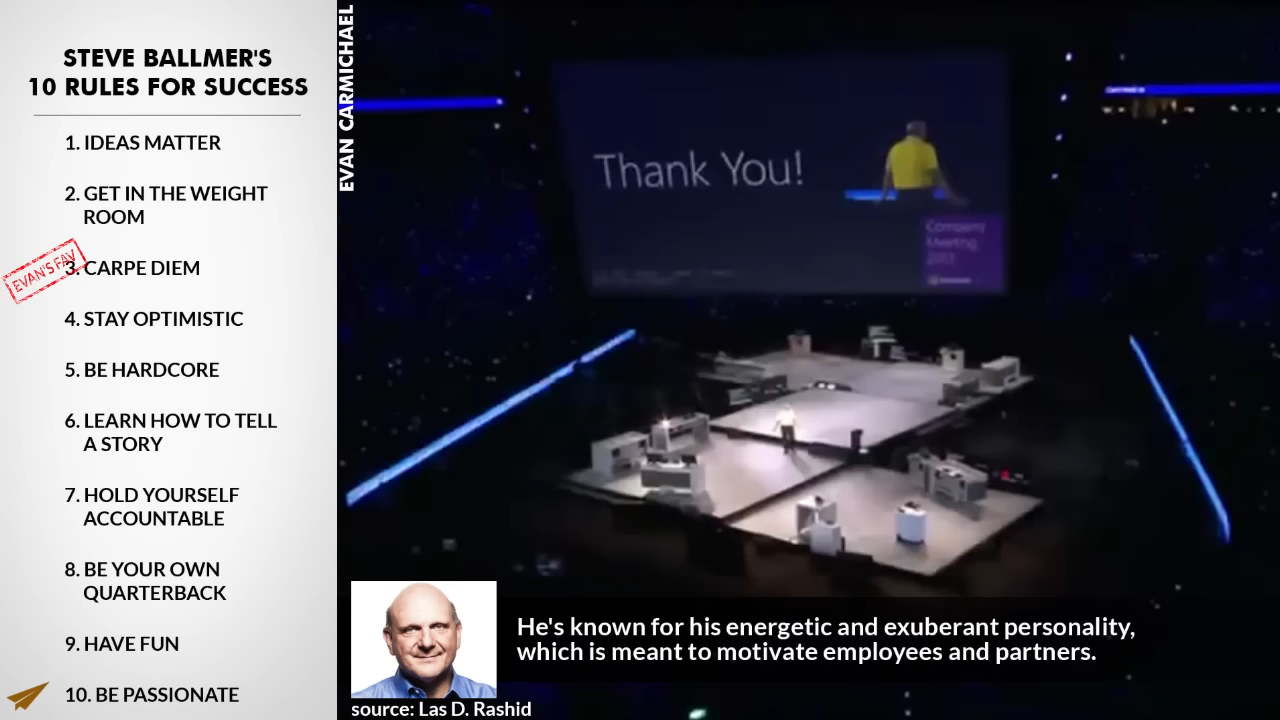 STEVE BALLMER'S
10 RULES FOR SUCCESS
1. IDEAS MATTER
2. GET IN THE WEIGHT
ROOM
EVAN'S FAV
3. CARPE DIEM
4. STAY OPTIMISTIC
5. BE HARDCORE
6. LEARN HOW TO TELL
A STORY
7. HOLD YOURSELF
ACCOUNTABLE
8. BE YOUR OWN
QUARTERBACK
9. HAVE FUN
10. BE PASSIONATE
EVAN CARMICHAEL
Thank You!
Company
Meeting
He's known for his energetic and exuberant personality,
which is meant to motivate employees and partners.
source: Las D. Rashid